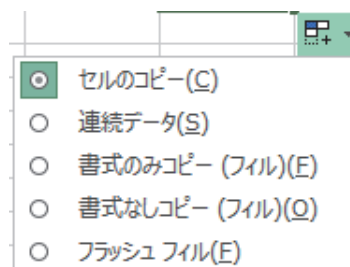 セルのコピー(C)
連続データ(S)
書式のみコピー (フィル)(F)
書式なしコピー (フィル)(O)
フラッシュ フィル(F)